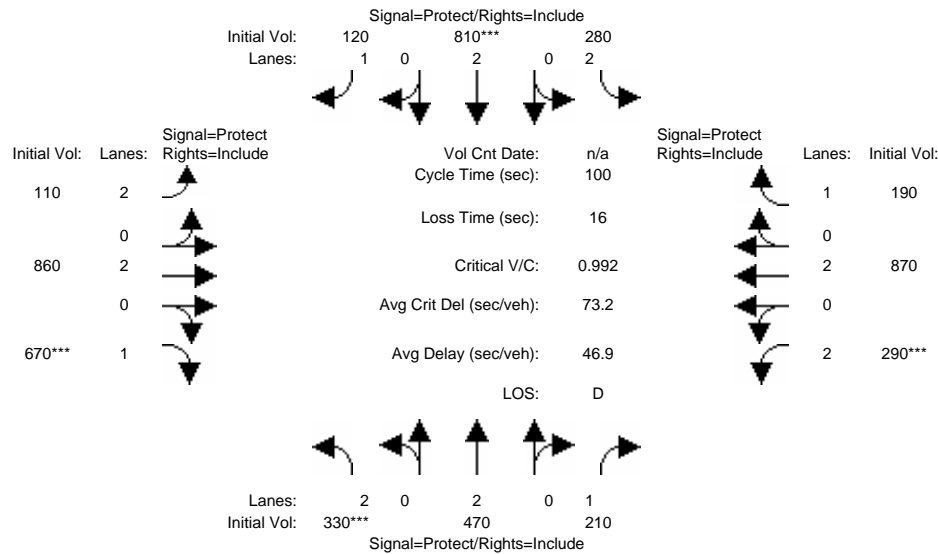 Signal=Protect/Rights=Include
Initial Vol: 120 810*** 280
Lanes: 1 0 2 0 2
Signal=Protect
Initial Vol: Lanes: Rights=Include
Vol Cnt Date: n/a
Signal=Protect
Rights=Include Lanes: Initial Vol:
Cycle Time (sec): 100
110 2
1 190
Loss Time (sec): 16
0
0
860 2
Critical V/C: 0.992
2 870
0
Avg Crit Del (sec/veh): 73.2
0
670*** 1
Avg Delay (sec/veh): 46.9
2 290***
LOS: D
Lanes: 2 0 2 0 1
Initial Vol: 330*** 470 210
Signal=Protect/Rights=Include